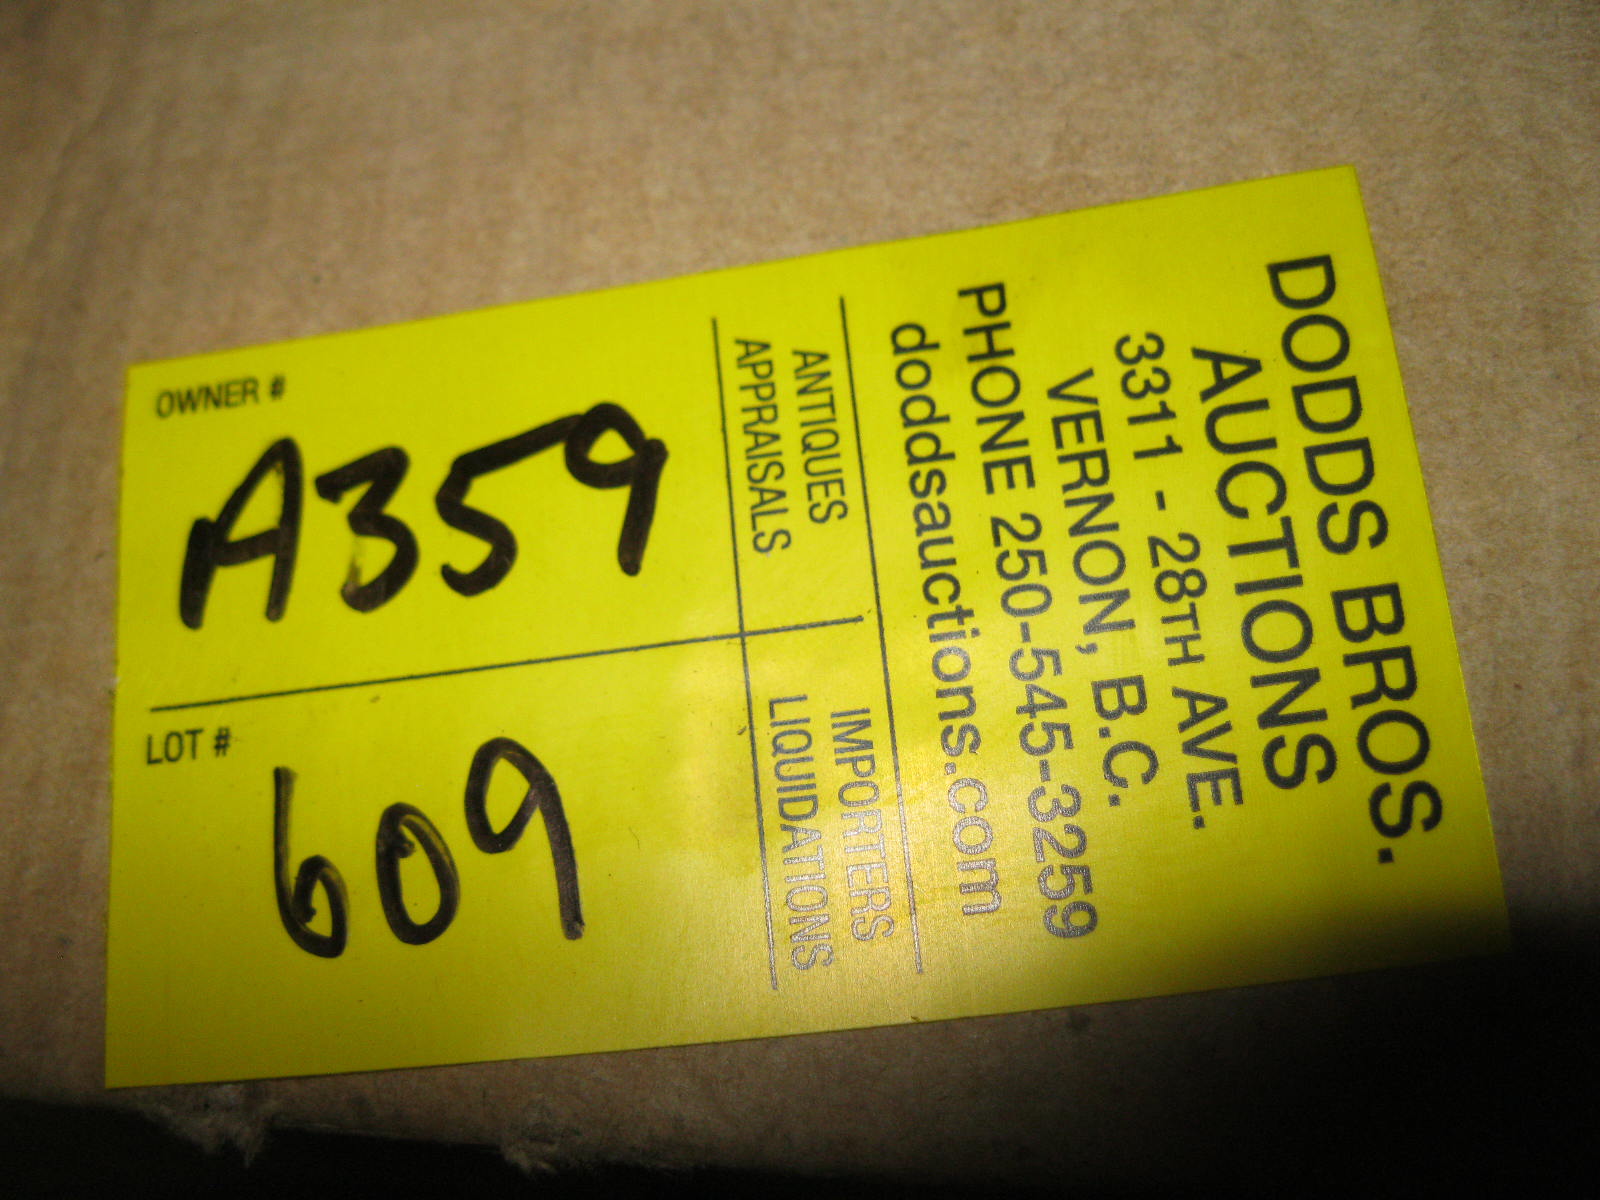 DODDS BROS.
AUCTIONS
3311 - 28TH AVE.
VERNON, B.C.
PHONE 250-545-3259
doddsauctions.com
ANTIQUES
APPRAISALS
IMPORTERS
LIQUIDATIONS
OWNER #
A359
LOT #
609